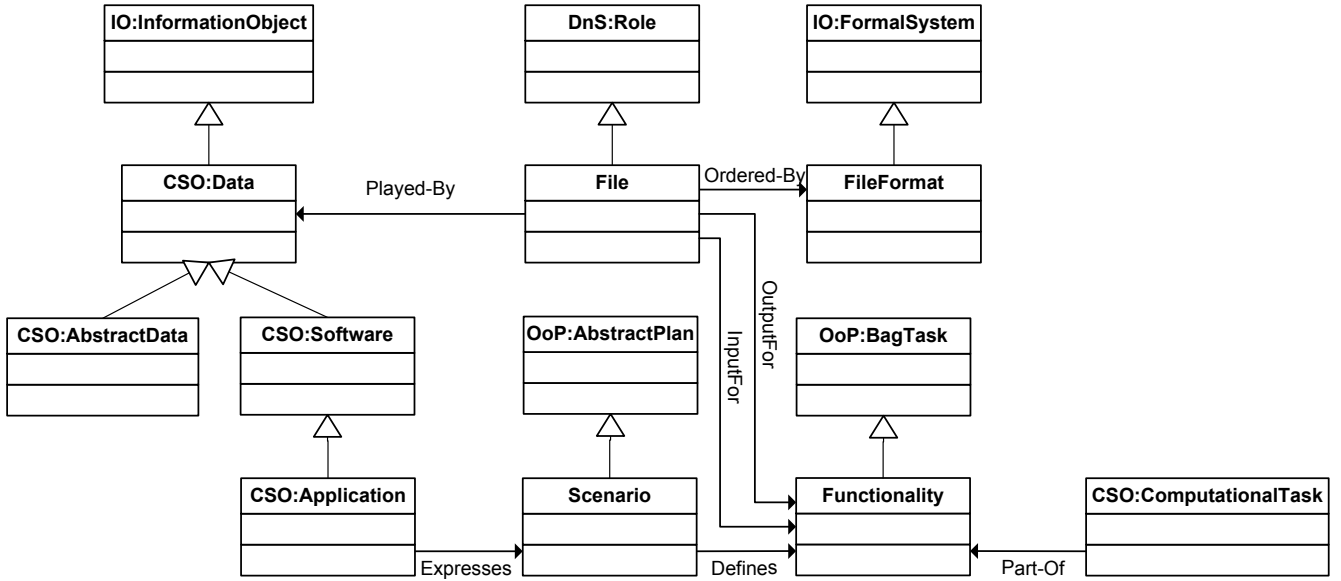 IO:InformationObject
DnS:Role
IO:FormalSystem
CSO:Data
Played-By
File
Ordered-By
FileFormat
OutputFor
InputFor
CSO:AbstractData
CSO:Software
OoP:AbstractPlan
OoP:BagTask
CSO:Application
Scenario
Functionality
CSO:ComputationalTask
Expresses
Defines
Part-Of